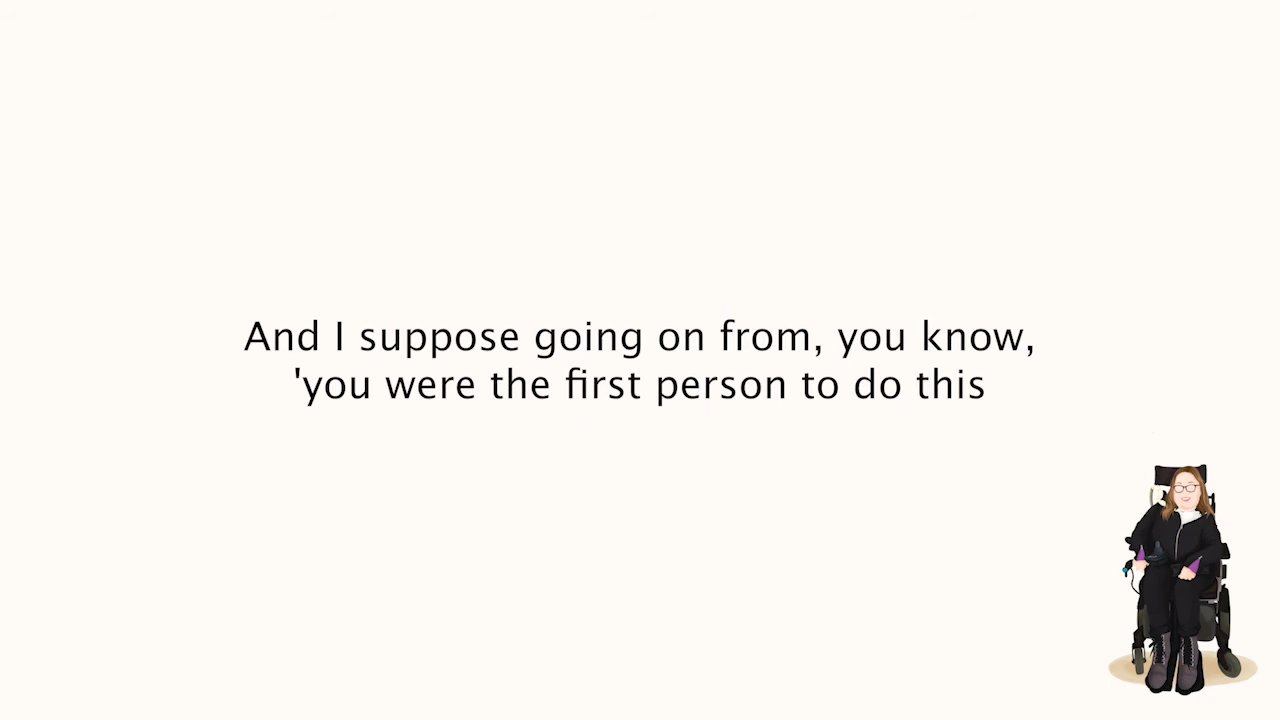 And I suppose going on from, you know,
'you were the first person to do this